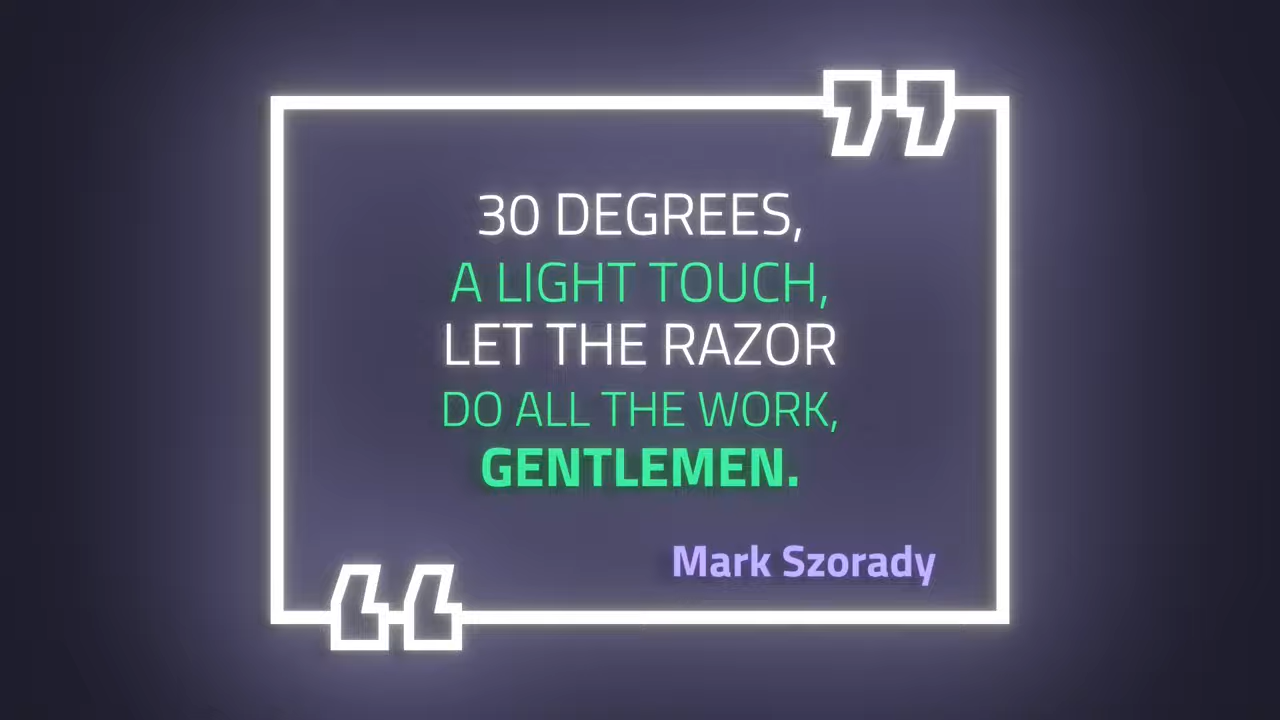 30 DEGREES,
A LIGHT TOUCH,
LET THE RAZOR
DO ALL THE WORK,
GENTLEMEN.
Mark Szorady